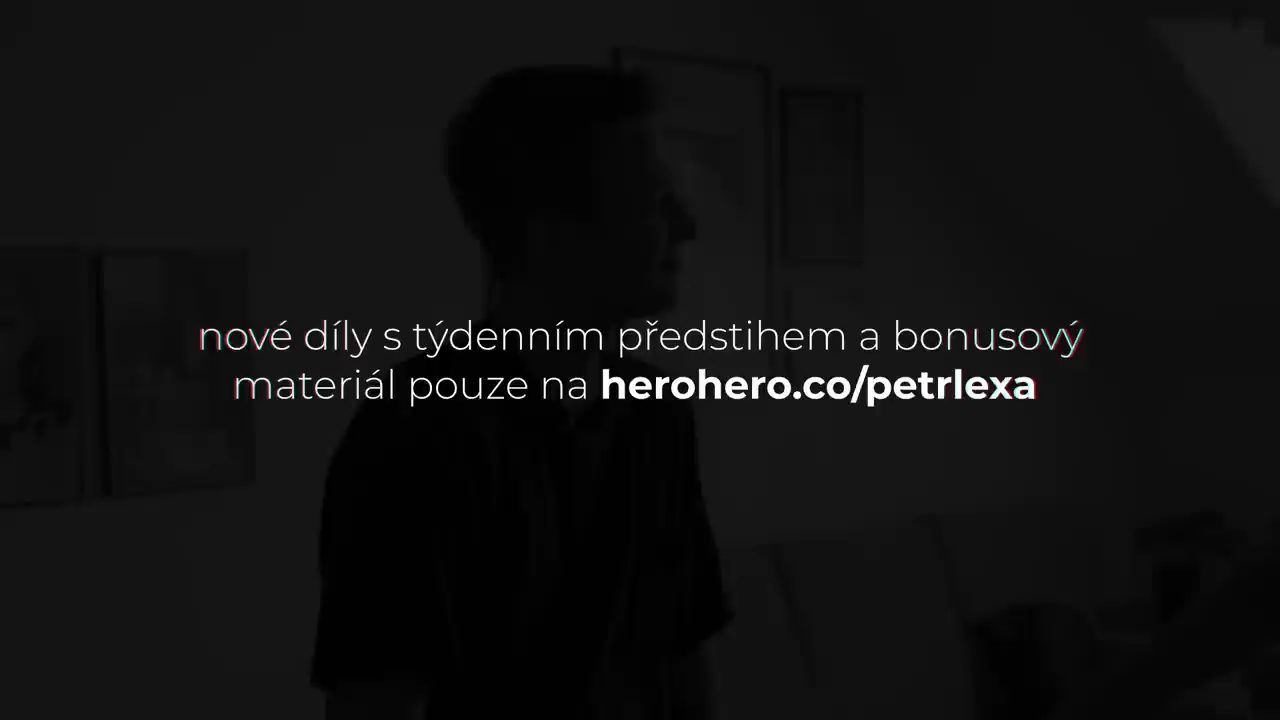 nové díly s týdenním předstihem a bonusový
materiál pouze na herohero.co/petrlexa